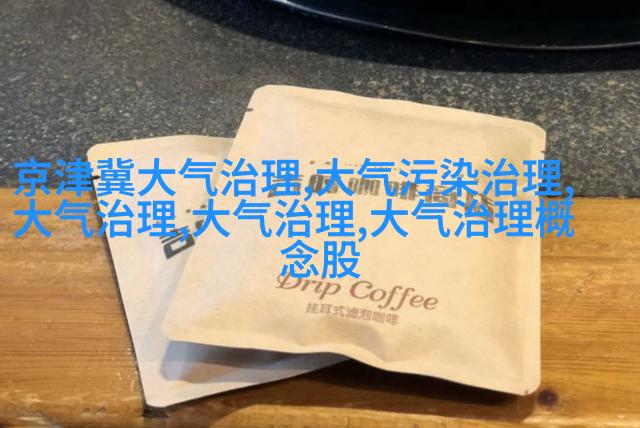 京津冀大气治理,大气污染治理,
大气治理,大气治理,大气治理概
念股
Drip Coffee
挂耳式滤泡咖啡